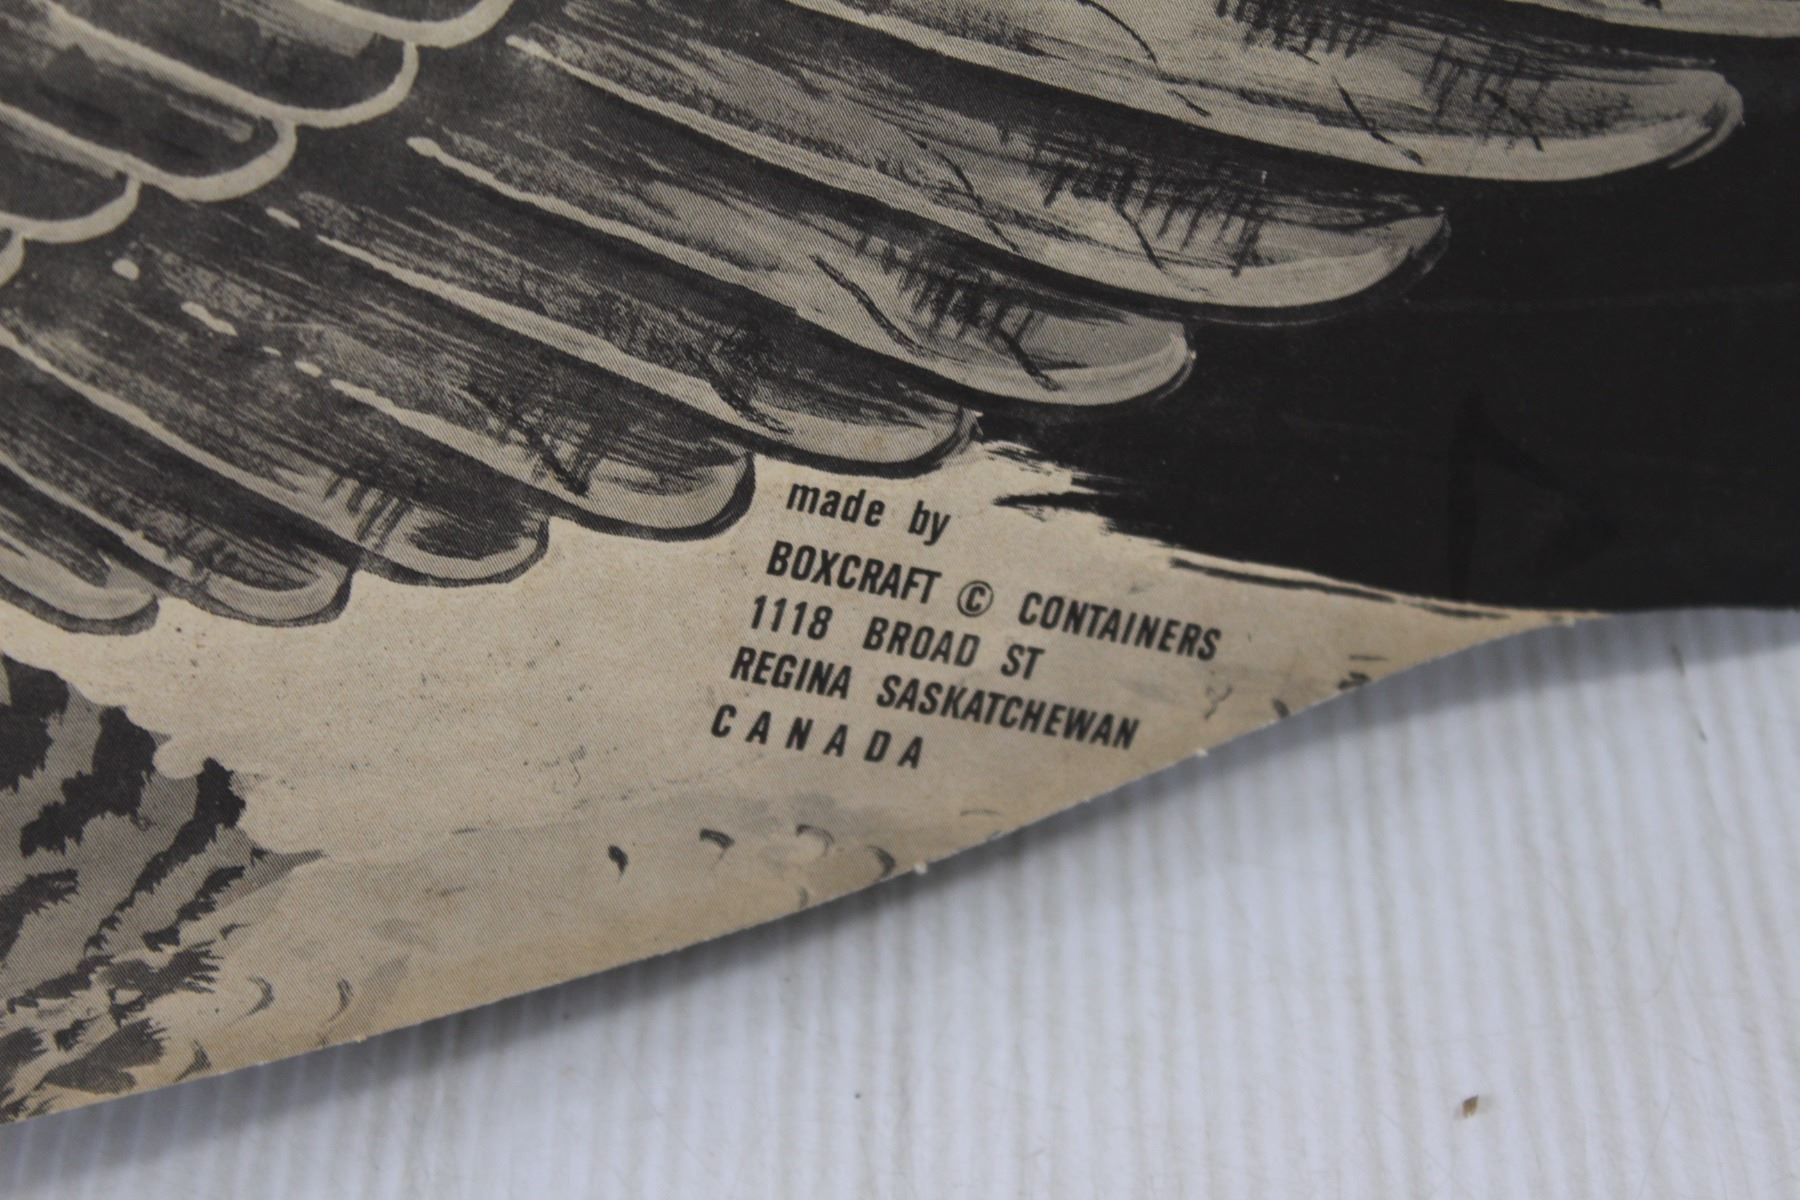 made by
BOXCRAFT © CONTAINERS
1118 BROAD ST
REGINA SASKATCHEWAN
CANADA